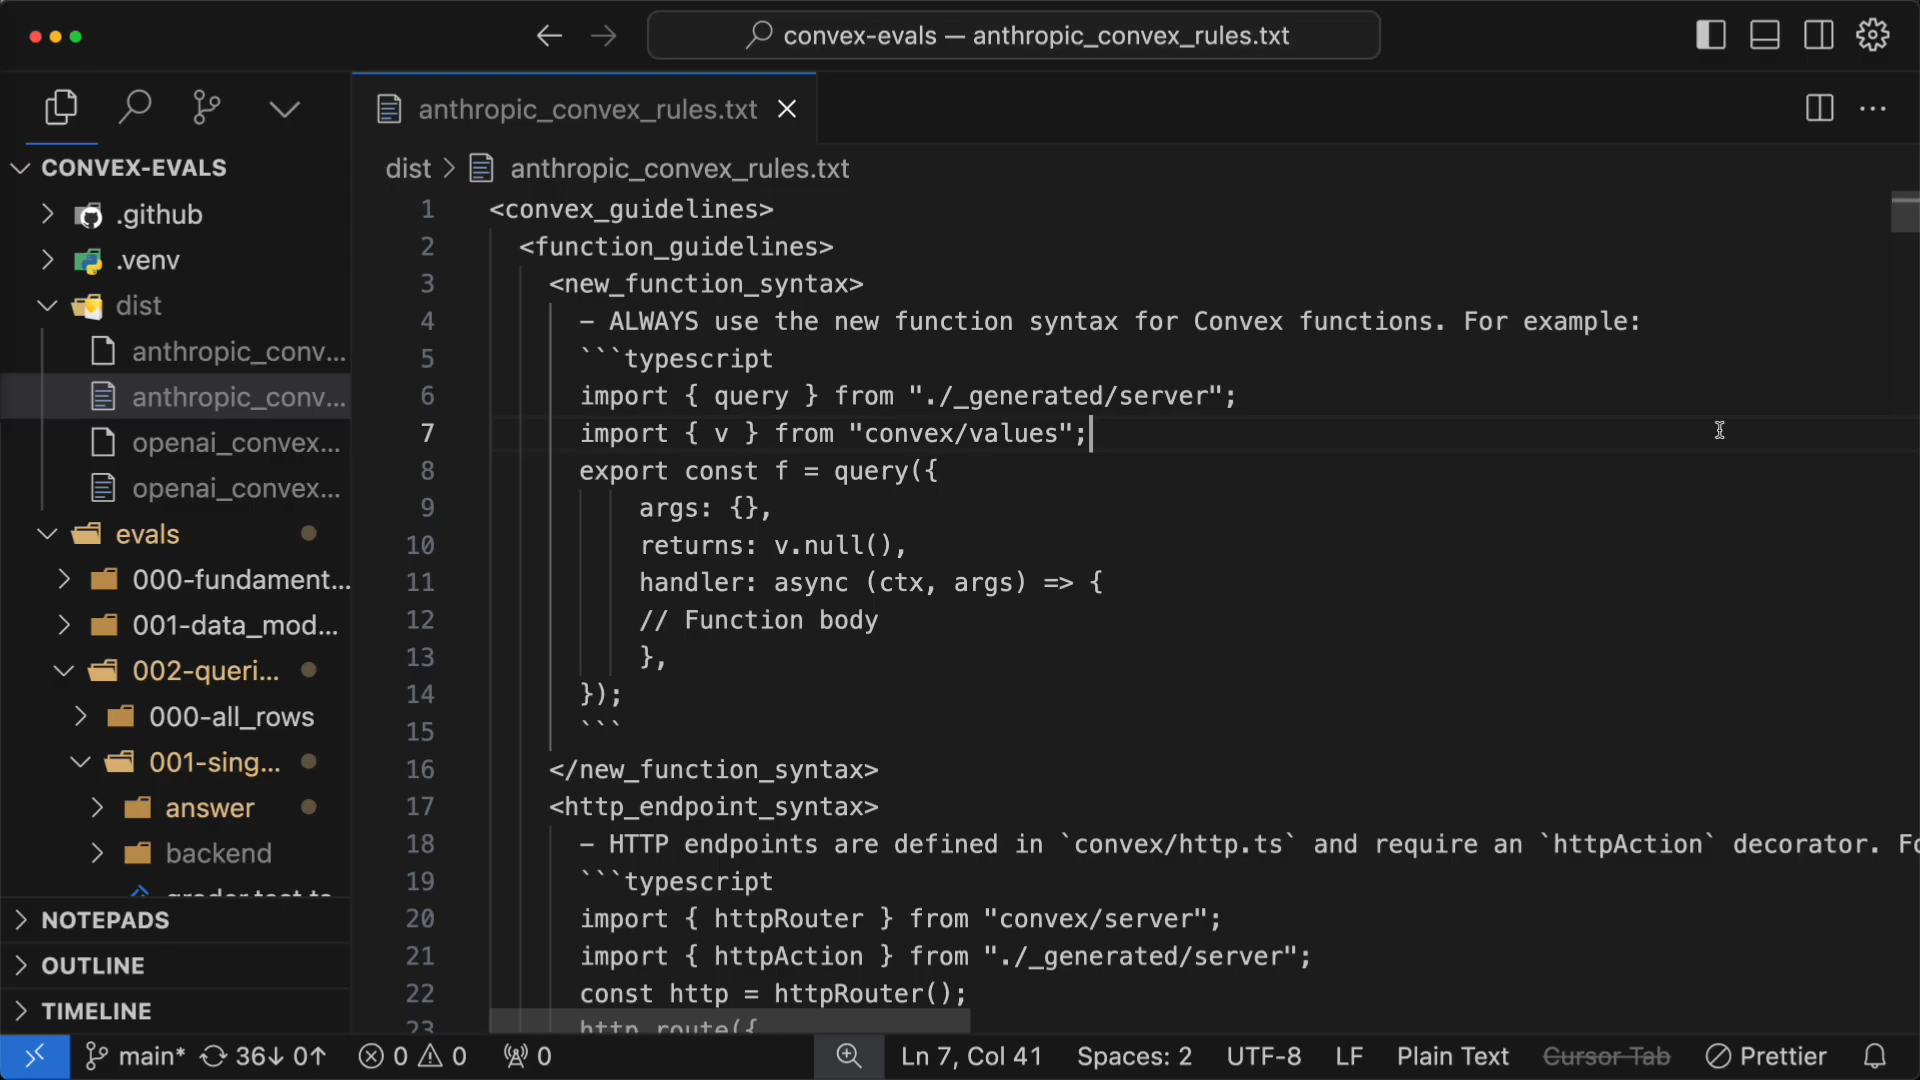 convex-evals — anthropic_convex_rules.txt
anthropic_convex_rules.txt
CONVEX-EVALS
.github
.venv
dist
anthropic_conv...
anthropic_conv...
openai_convex...
openai_convex...
evals
000-fundament...
001-data_mod...
002-queri...
000-all_rows
001-sing...
answer
backend
grader.test.ts
NOTEPADS
OUTLINE
TIMELINE
dist > anthropic_convex_rules.txt
1 <convex_guidelines>
2 <function_guidelines>
3 <new_function_syntax>
4 – ALWAYS use the new function syntax for Convex functions. For example:
5 ```typescript
6 import { query } from "./_generated/server";
7 import { v } from "convex/values";
8 export const f = query({
9 args: {},
10 returns: v.null(),
11 handler: async (ctx, args) => {
12 // Function body
13 },
14 });
15 ```
16 </new_function_syntax>
17 <http_endpoint_syntax>
18 – HTTP endpoints are defined in `convex/http.ts` and require an `httpAction` decorator. Fo
19 ```typescript
20 import { httpRouter } from "convex/server";
21 import { httpAction } from "./_generated/server";
22 const http = httpRouter();
23 http.route({
main* 36↓ 0↑ 0 0 0 Ln 7, Col 41 Spaces: 2 UTF-8 LF Plain Text Cursor Tab Prettier